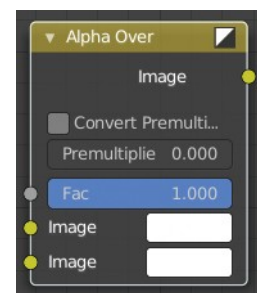 Alpha Over
Image
Convert Premulti...
Premultiplie 0.000
Fac 1.000
Image
Image